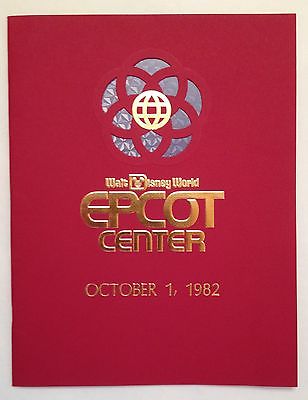 Walt Disney World
EPCOT
CENTER
OCTOBER 1, 1982